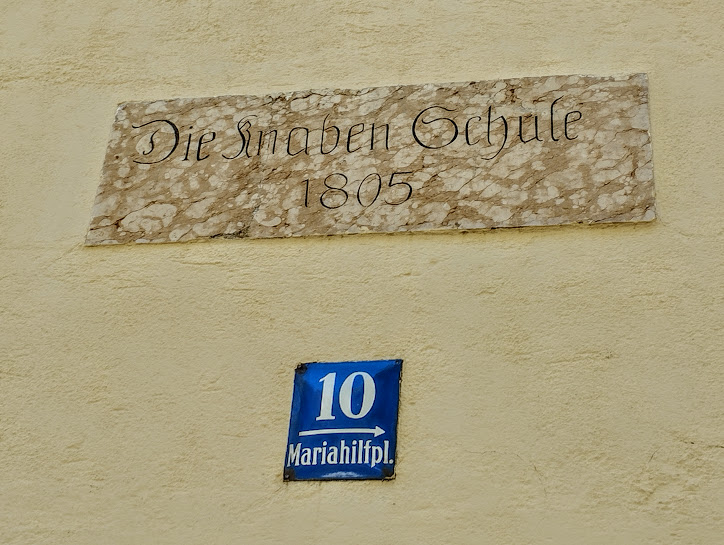 Die Knaben Schule
1805
10
Mariahilfpl.